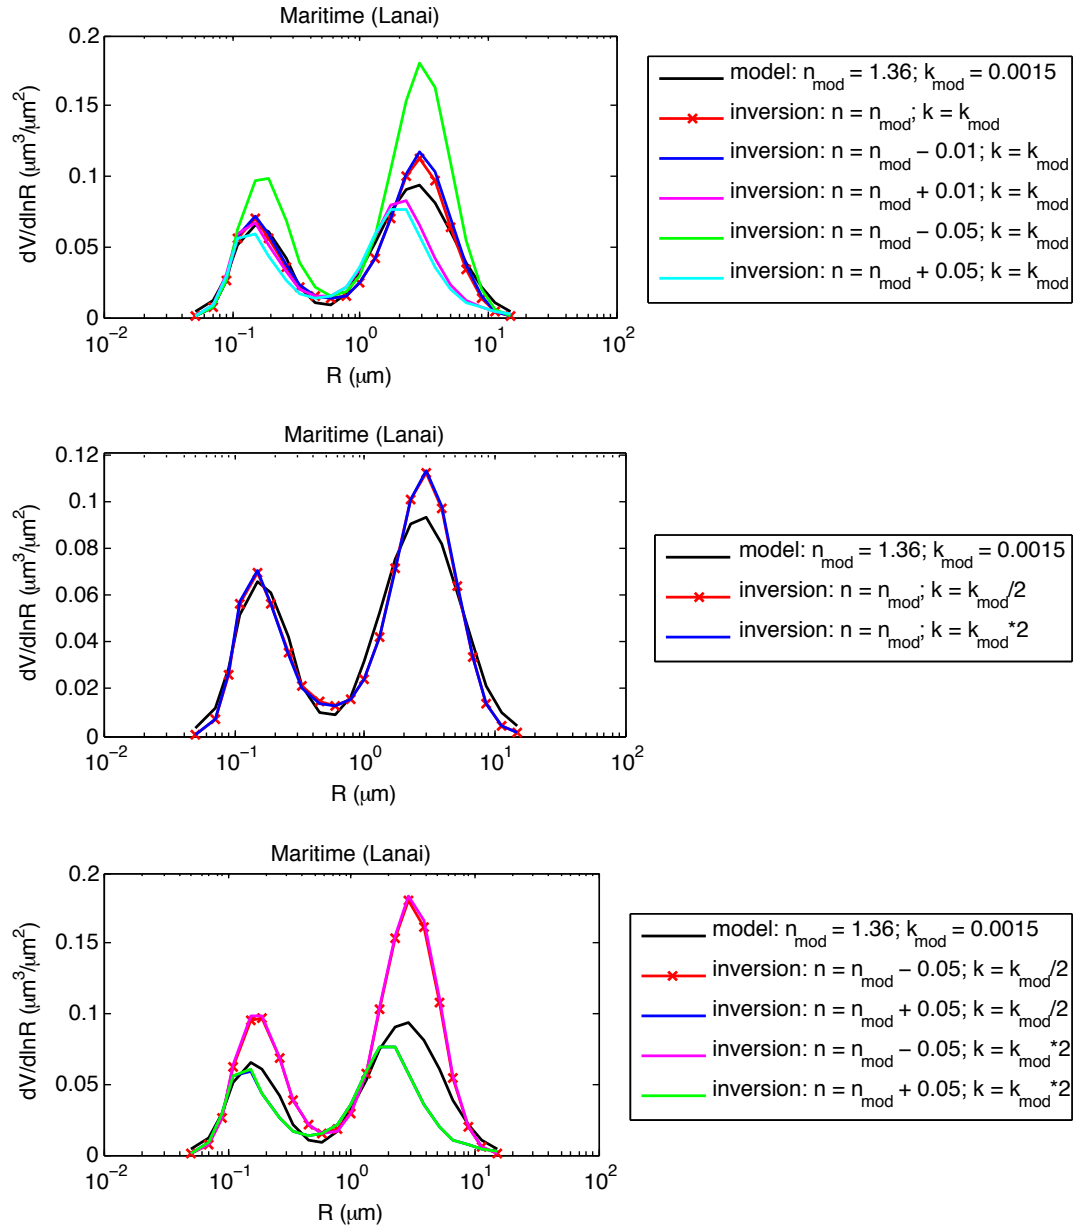 Maritime (Lanai)
dV/dlnR (μm³/μm²)
0.2
0.15
0.1
0.05
0
10⁻²
10⁻¹
10⁰
10¹
10²
R (μm)
model: n_mod = 1.36; k_mod = 0.0015
inversion: n = n_mod; k = k_mod
inversion: n = n_mod − 0.01; k = k_mod
inversion: n = n_mod + 0.01; k = k_mod
inversion: n = n_mod − 0.05; k = k_mod
inversion: n = n_mod + 0.05; k = k_mod
Maritime (Lanai)
dV/dlnR (μm³/μm²)
0.12
0.1
0.08
0.06
0.04
0.02
0
10⁻²
10⁻¹
10⁰
10¹
10²
R (μm)
model: n_mod = 1.36; k_mod = 0.0015
inversion: n = n_mod; k = k_mod/2
inversion: n = n_mod; k = k_mod*2
Maritime (Lanai)
dV/dlnR (μm³/μm²)
0.2
0.15
0.1
0.05
0
10⁻²
10⁻¹
10⁰
10¹
10²
R (μm)
model: n_mod = 1.36; k_mod = 0.0015
inversion: n = n_mod − 0.05; k = k_mod/2
inversion: n = n_mod + 0.05; k = k_mod/2
inversion: n = n_mod − 0.05; k = k_mod*2
inversion: n = n_mod + 0.05; k = k_mod*2